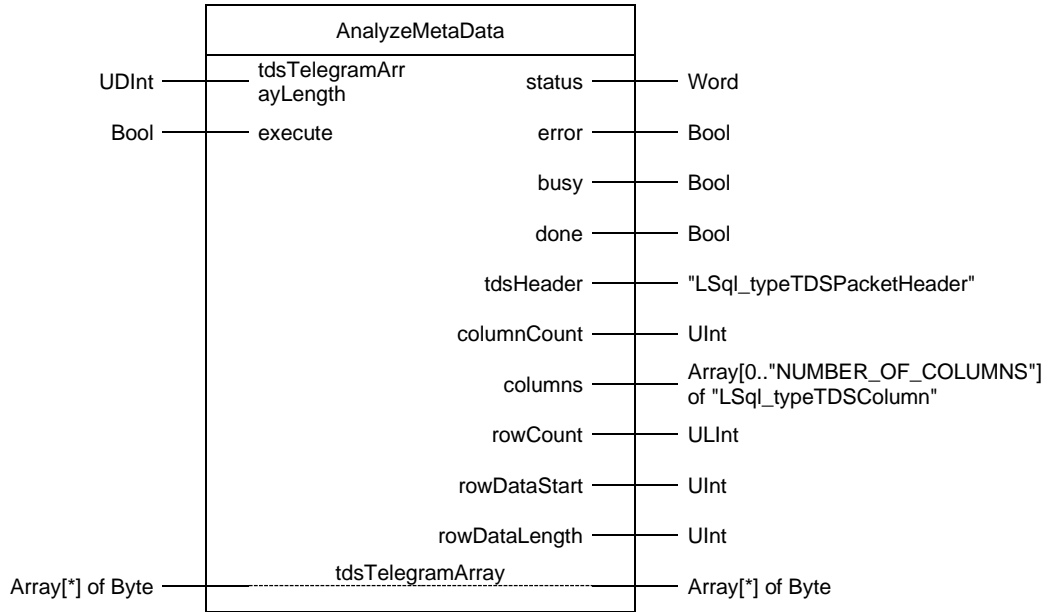 AnalyzeMetaData
UDInt tdsTelegramArr
ayLength status Word
Bool execute error Bool
busy Bool
done Bool
tdsHeader "LSql_typeTDSPacketHeader"
columnCount UInt
columns Array[0.."NUMBER_OF_COLUMNS"]
of "LSql_typeTDSColumn"
rowCount ULInt
rowDataStart UInt
rowDataLength UInt
Array[*] of Byte tdsTelegramArray Array[*] of Byte